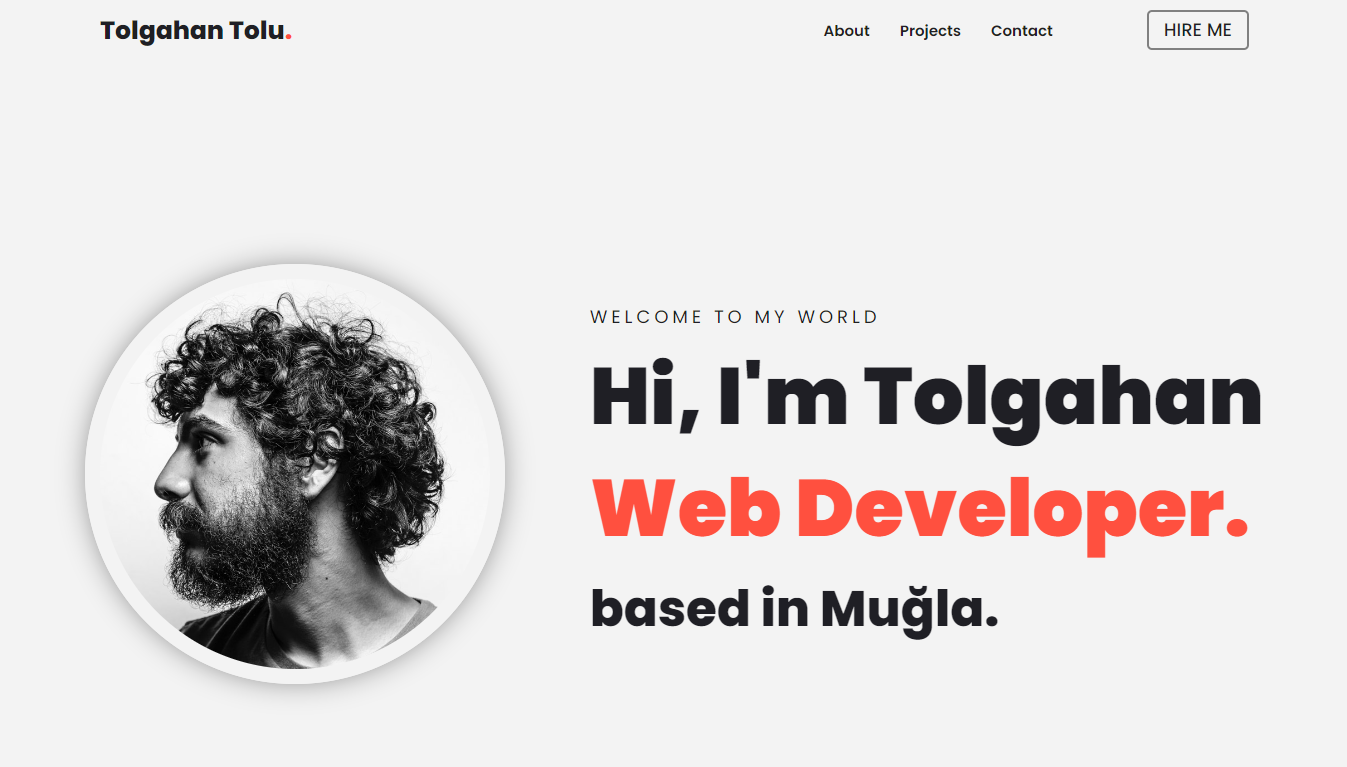 Tolgahan Tolu.
About Projects Contact HIRE ME
WELCOME TO MY WORLD
Hi, I'm Tolgahan
Web Developer.
based in Muğla.